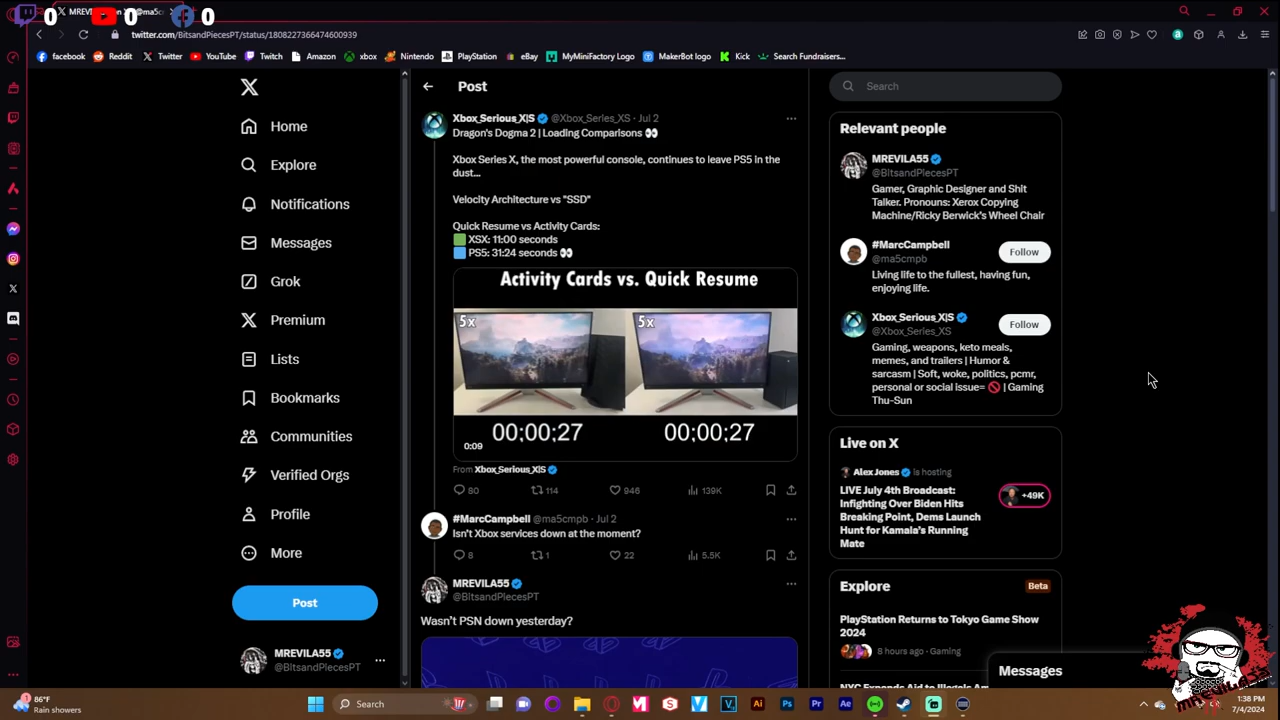 0
0
0
MREVIL
on
@ma5c
twitter.com/BitsandPiecesPT/status/1808227366474600939
facebook
Reddit
Twitter
YouTube
Twitch
Amazon
xbox
Nintendo
PlayStation
eBay
MyMiniFactory Logo
MakerBot logo
Kick
Search Fundraisers...
Home
Explore
Notifications
Messages
Grok
Premium
Lists
Bookmarks
Communities
Verified Orgs
Profile
More
Post
MREVILA55
@BitsandPiecesPT
Post
Xbox_Serious_X|S @Xbox_Series_XS · Jul 2
Dragon's Dogma 2 | Loading Comparisons 👀
Xbox Series X, the most powerful console, continues to leave PS5 in the
dust...
Velocity Architecture vs "SSD"
Quick Resume vs Activity Cards:
🟩 XSX: 11:00 seconds
🟦 PS5: 31:24 seconds 👀
Activity Cards vs. Quick Resume
5x
5x
00;00;27
00;00;27
0:09
From Xbox_Serious_X|S
80
114
946
139K
#MarcCampbell @ma5cmpb · Jul 2
Isn't Xbox services down at the moment?
8
1
22
5.5K
MREVILA55
@BitsandPiecesPT
Wasn't PSN down yesterday?
Search
Relevant people
MREVILA55
@BitsandPiecesPT
Gamer, Graphic Designer and Shit
Talker. Pronouns: Xerox Copying
Machine/Ricky Berwick's Wheel Chair
#MarcCampbell
@ma5cmpb
Follow
Living life to the fullest, having fun,
enjoying life.
Xbox_Serious_X|S
@Xbox_Series_XS
Follow
Gaming, weapons, keto meals,
memes, and trailers | Humor &
sarcasm | Soft, woke, politics, pcmr,
personal or social issue= 🚫 | Gaming
Thu-Sun
Live on X
Alex Jones is hosting
LIVE July 4th Broadcast:
Infighting Over Biden Hits
Breaking Point, Dems Launch
Hunt for Kamala's Running
Mate
+49K
Explore
Beta
PlayStation Returns to Tokyo Game Show
2024
8 hours ago · Gaming
Messages
86°F
Rain showers
Search
1:38 PM
7/4/2024